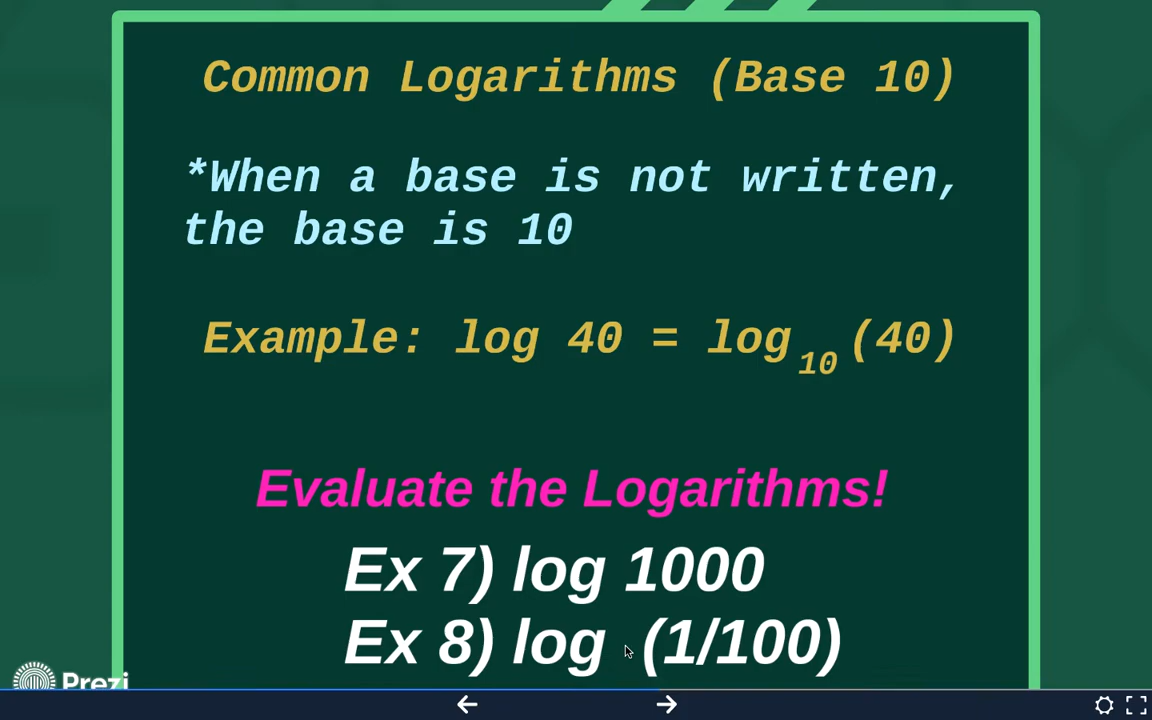 Common Logarithms (Base 10)
*When a base is not written,
the base is 10
Example: log 40 = log₁₀(40)
Evaluate the Logarithms!
Ex 7) log 1000
Ex 8) log (1/100)
Prezi